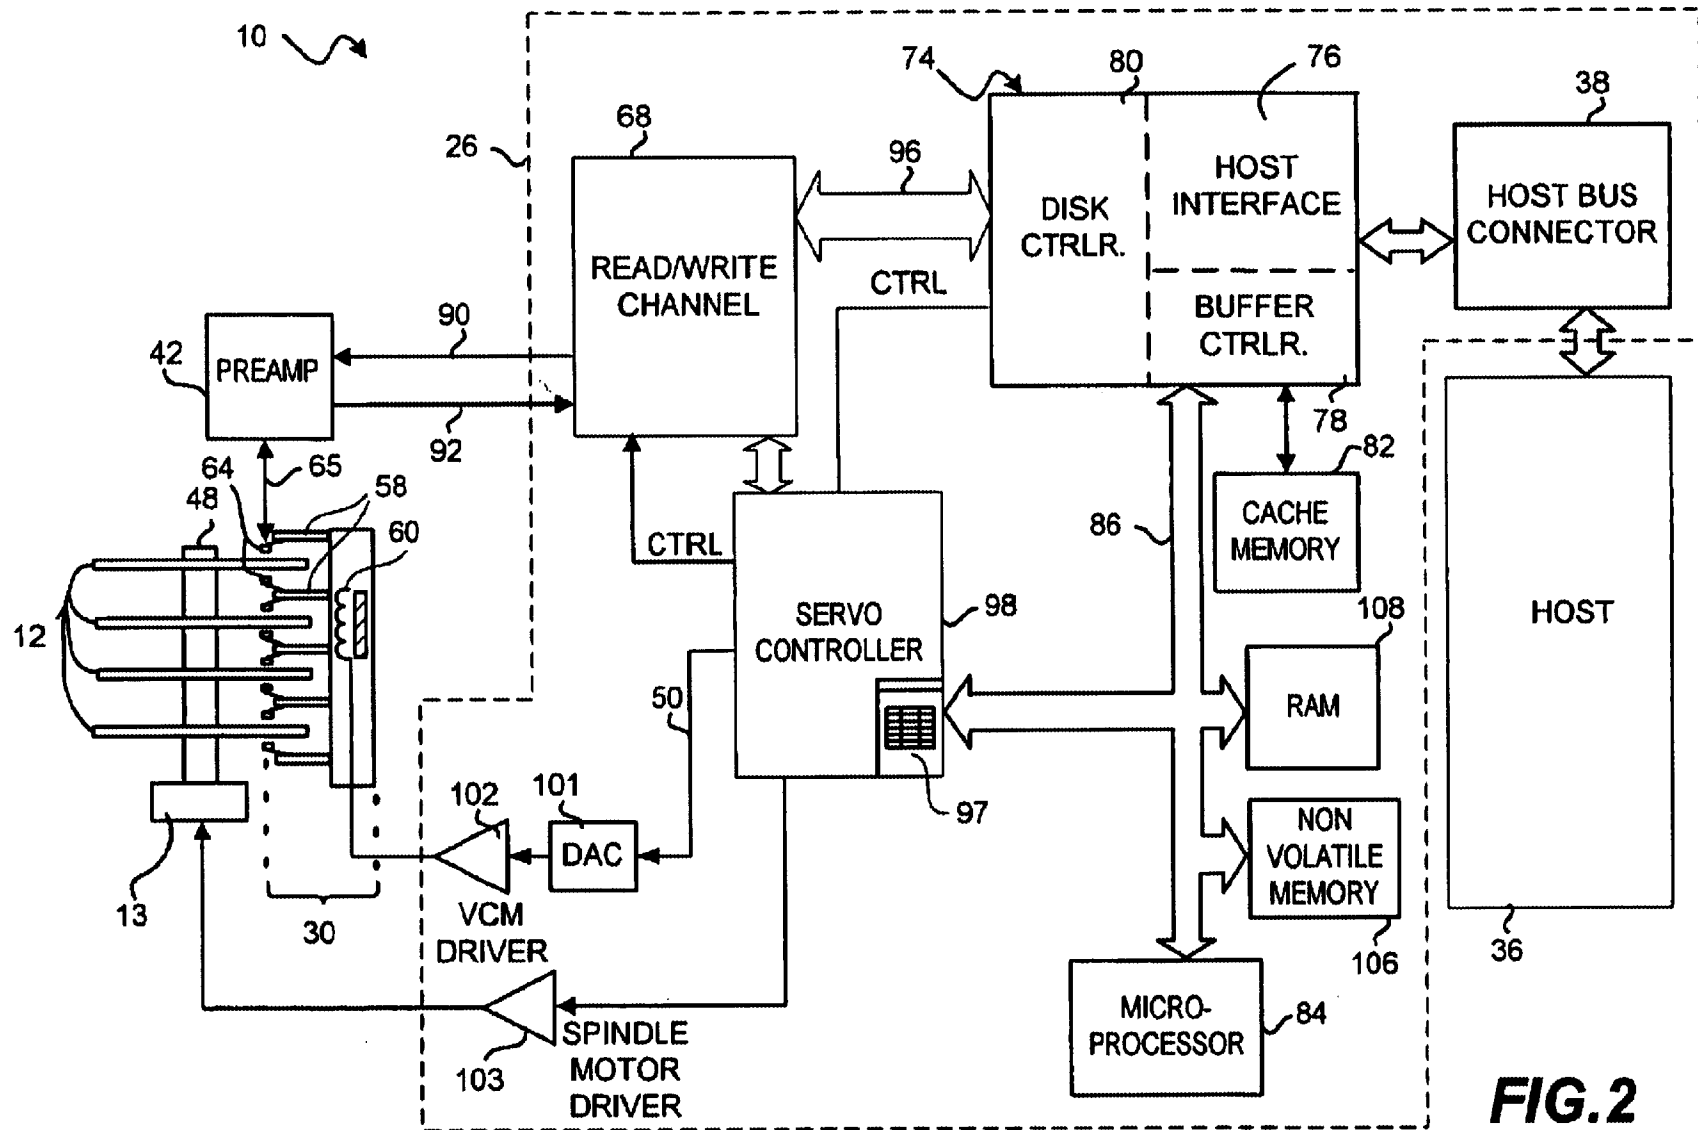 10
26
68
READ/WRITE
CHANNEL
96
CTRL
74
80
76
DISK
CTRLR.
HOST
INTERFACE
BUFFER
CTRLR.
78
38
HOST BUS
CONNECTOR
42
PREAMP
90
92
65
64
48
58
60
12
13
30
CTRL
SERVO
CONTROLLER
98
97
50
86
82
CACHE
MEMORY
108
RAM
NON
VOLATILE
MEMORY
106
HOST
36
102
101
DAC
VCM
DRIVER
103
SPINDLE
MOTOR
DRIVER
MICRO-
PROCESSOR
84
FIG.2